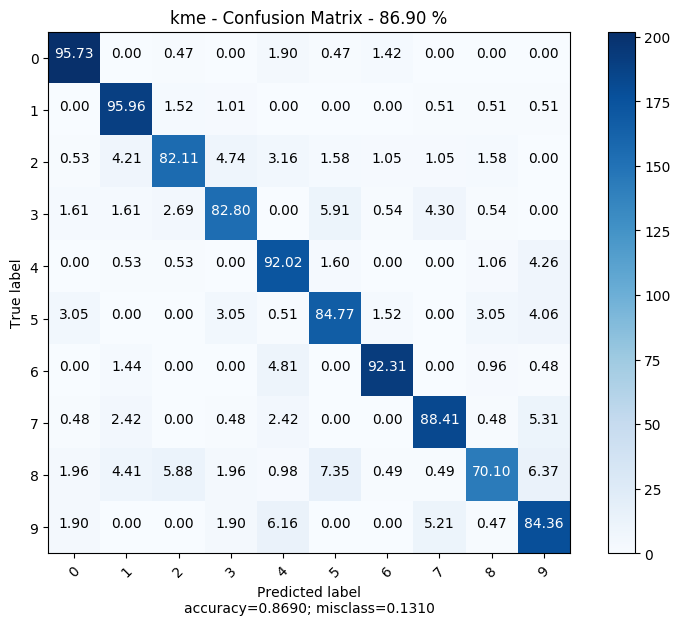 kme - Confusion Matrix - 86.90 %
0 95.73 0.00 0.47 0.00 1.90 0.47 1.42 0.00 0.00 0.00
1 0.00 95.96 1.52 1.01 0.00 0.00 0.00 0.51 0.51 0.51
2 0.53 4.21 82.11 4.74 3.16 1.58 1.05 1.05 1.58 0.00
3 1.61 1.61 2.69 82.80 0.00 5.91 0.54 4.30 0.54 0.00
4 0.00 0.53 0.53 0.00 92.02 1.60 0.00 0.00 1.06 4.26
5 3.05 0.00 0.00 3.05 0.51 84.77 1.52 0.00 3.05 4.06
6 0.00 1.44 0.00 0.00 4.81 0.00 92.31 0.00 0.96 0.48
7 0.48 2.42 0.00 0.48 2.42 0.00 0.00 88.41 0.48 5.31
8 1.96 4.41 5.88 1.96 0.98 7.35 0.49 0.49 70.10 6.37
9 1.90 0.00 0.00 1.90 6.16 0.00 0.00 5.21 0.47 84.36
0 1 2 3 4 5 6 7 8 9
True label
Predicted label
accuracy=0.8690; misclass=0.1310
200
175
150
125
100
75
50
25
0